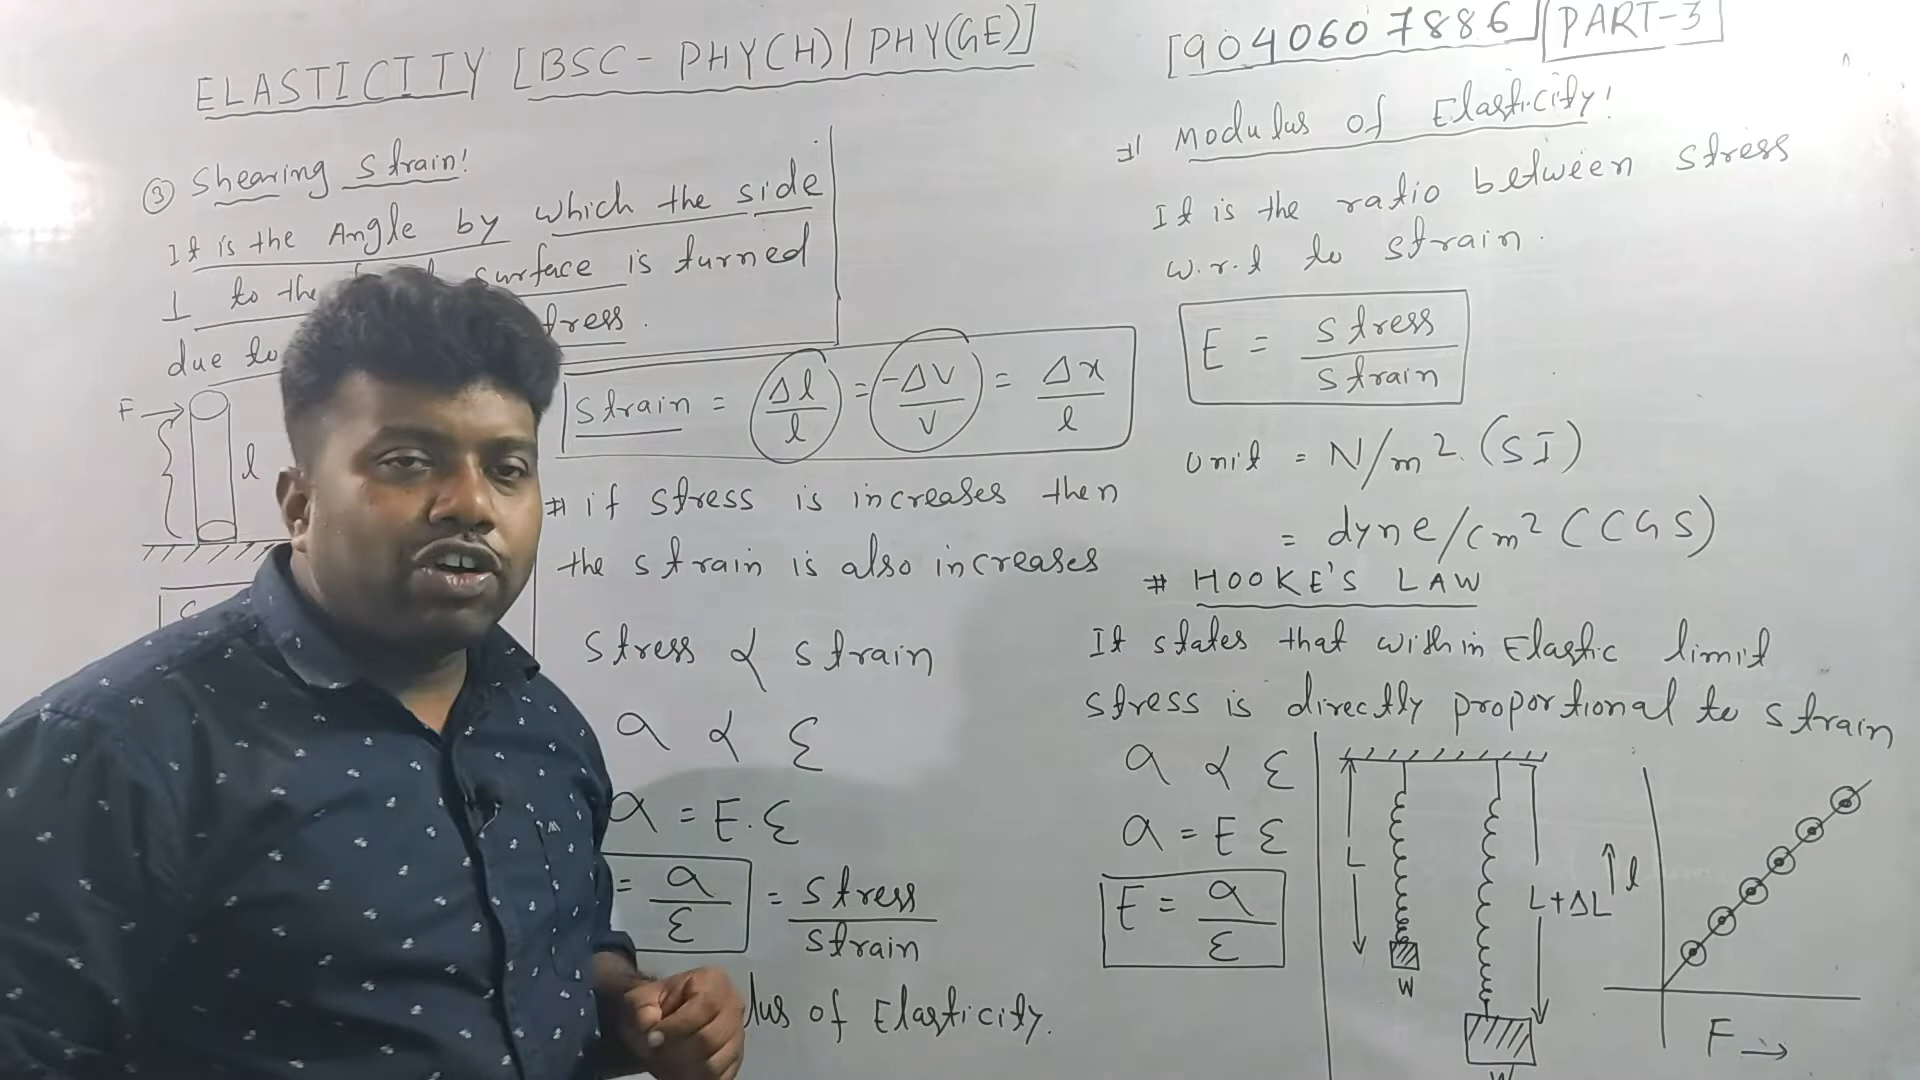 ELASTICITY [BSC - PHY(H) / PHY(GE)]
[9040607886] PART-3
③ Shearing strain!
It is the Angle by which the side
⊥ to the surface is turned
due to
F →
l
Strain = Δl/l = -ΔV/V = Δx/l
# if stress is increases then
the strain is also increases
stress ∝ strain
a ∝ ε
a = E.ε
= a/ε = stress/strain
of Elasticity.
# Modulus of Elasticity!
It is the ratio between stress
w.r.t to strain.
E = stress/strain
unit = N/m². (SI)
= dyne/cm² (CGS)
# HOOKE'S LAW
It states that within Elastic limit
stress is directly proportional to strain
a ∝ ε
a = E ε
E = a/ε
L
W
L+ΔL
W
↑ l
F →